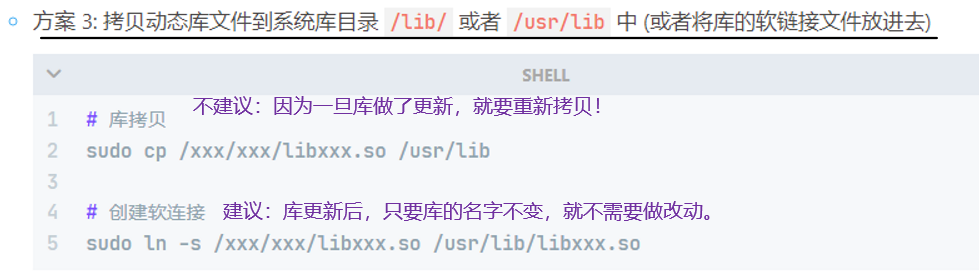 方案 3: 拷贝动态库文件到系统库目录 /lib/ 或者 /usr/lib 中 (或者将库的软链接文件放进去)
SHELL
不建议：因为一旦库做了更新，就要重新拷贝！
1 # 库拷贝
2 sudo cp /xxx/xxx/libxxx.so /usr/lib
3
4 # 创建软连接 建议：库更新后，只要库的名字不变，就不需要做改动。
5 sudo ln -s /xxx/xxx/libxxx.so /usr/lib/libxxx.so